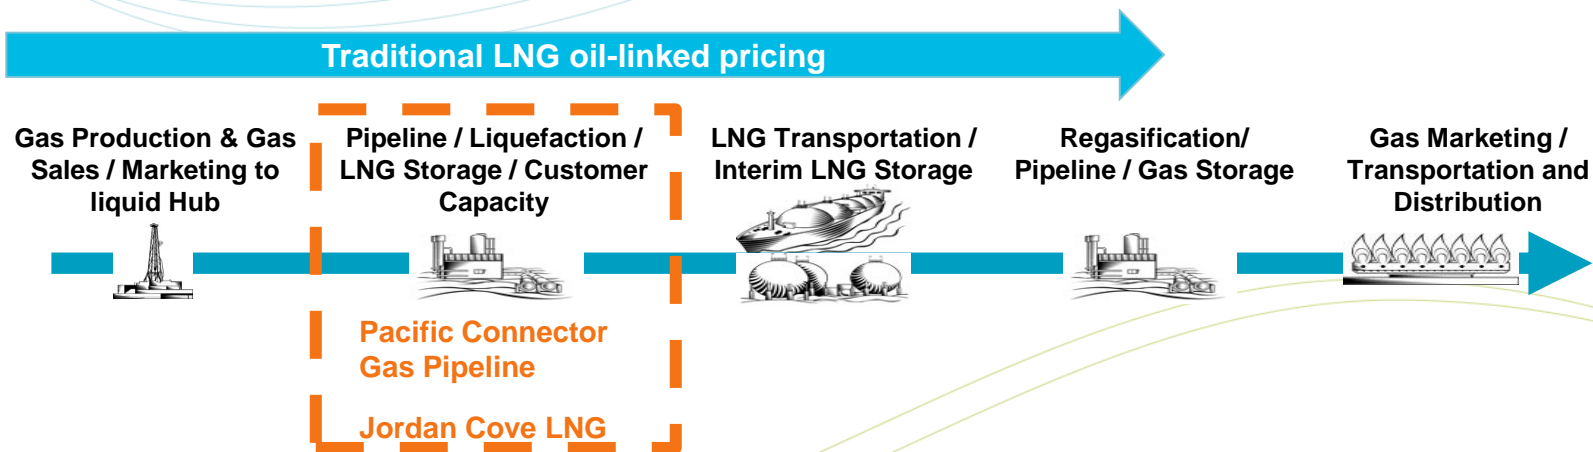 Traditional LNG oil-linked pricing
Gas Production & Gas
Sales / Marketing to
liquid Hub
Pipeline / Liquefaction /
LNG Storage / Customer
Capacity
LNG Transportation /
Interim LNG Storage
Regasification/
Pipeline / Gas Storage
Gas Marketing /
Transportation and
Distribution
Pacific Connector
Gas Pipeline
Jordan Cove LNG